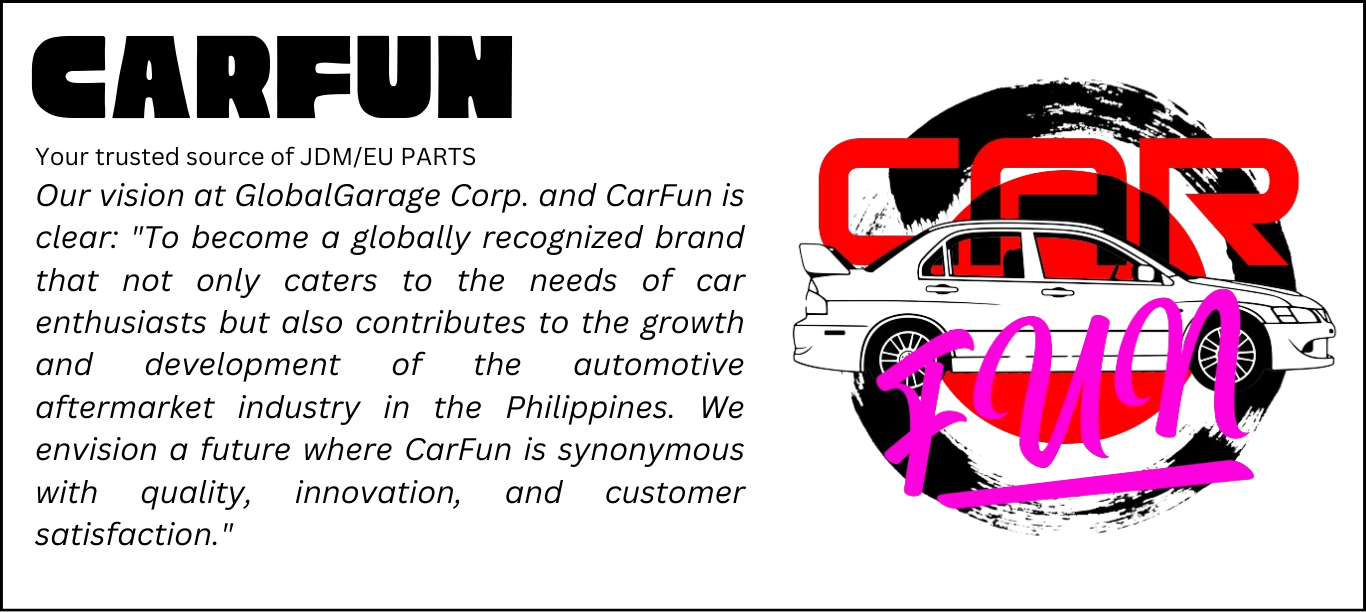 CARFUN
Your trusted source of JDM/EU PARTS
Our vision at GlobalGarage Corp. and CarFun is
clear: "To become a globally recognized brand
that not only caters to the needs of car
enthusiasts but also contributes to the growth
and development of the automotive
aftermarket industry in the Philippines. We
envision a future where CarFun is synonymous
with quality, innovation, and customer
satisfaction."
CAR
FUN